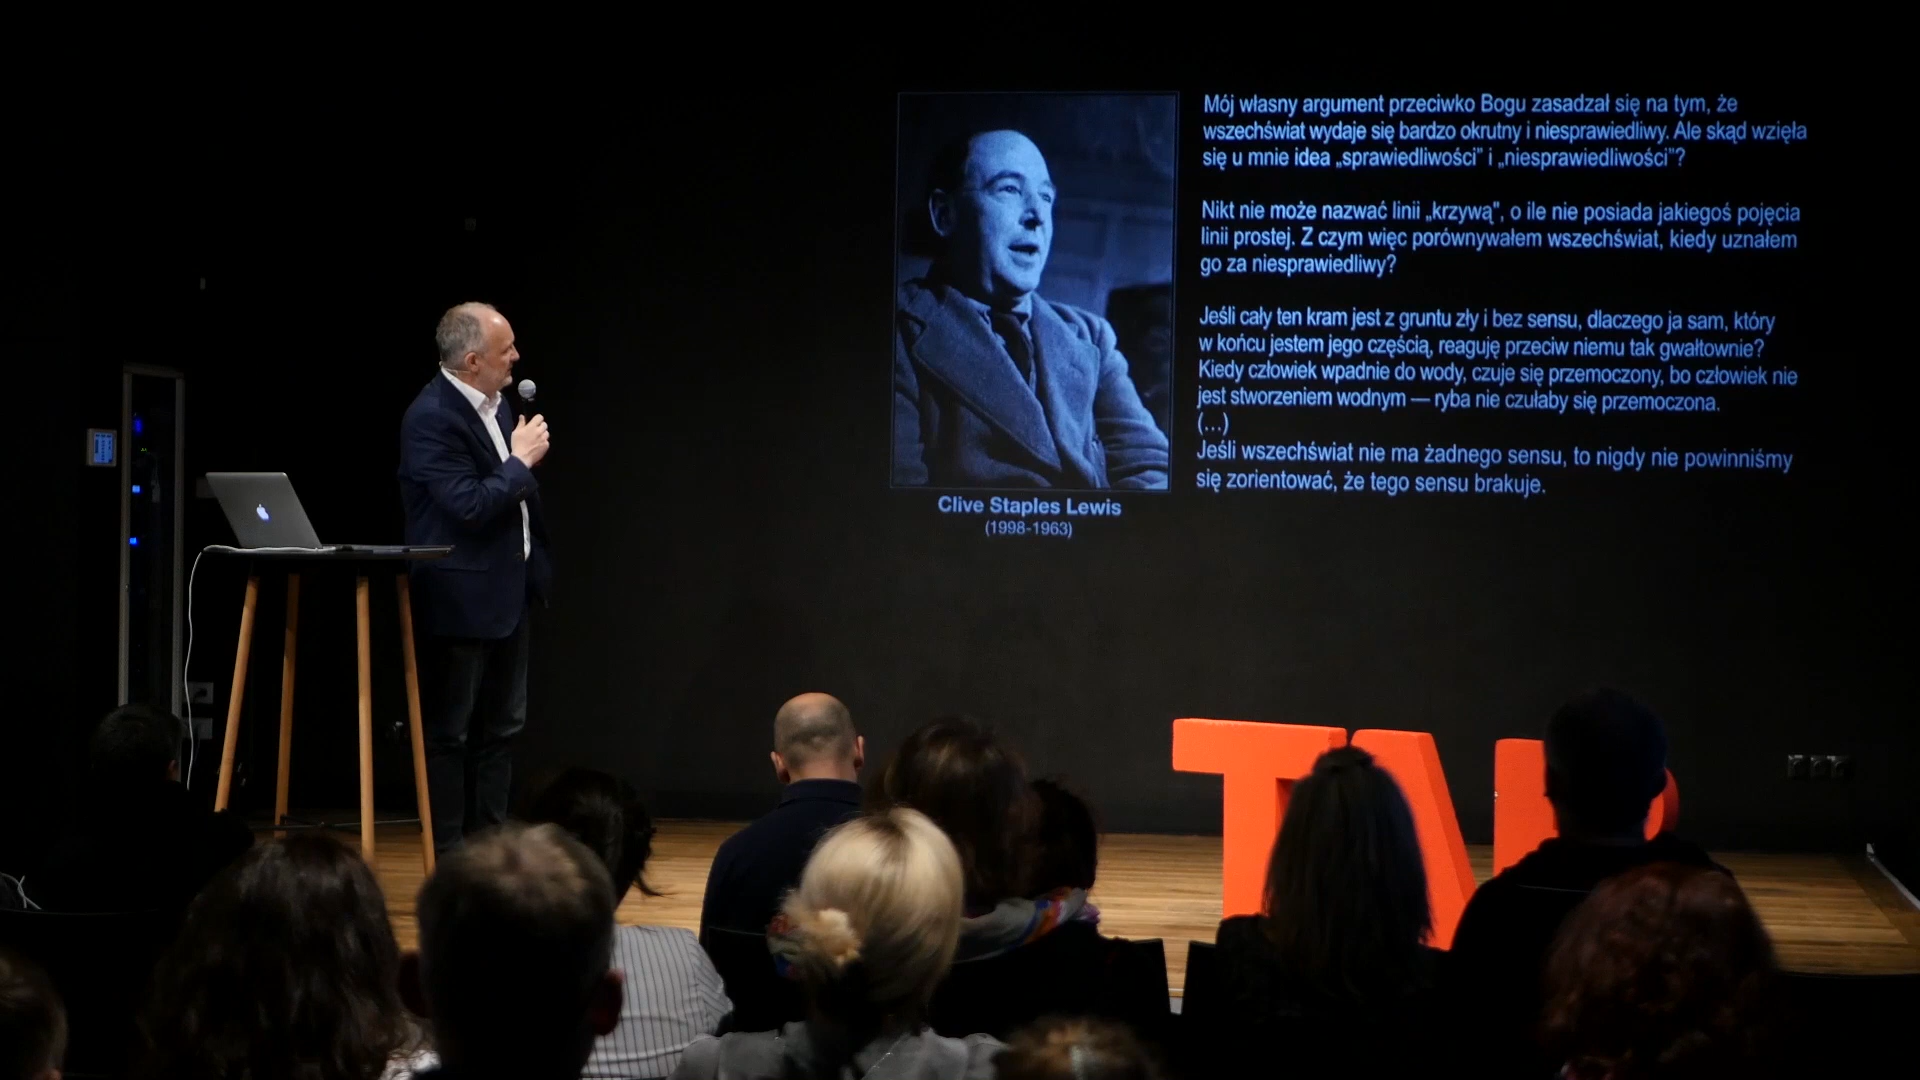 Mój własny argument przeciwko Bogu zasadzał się na tym, że
wszechświat wydaje się bardzo okrutny i niesprawiedliwy. Ale skąd wzięła
się u mnie idea „sprawiedliwości” i „niesprawiedliwości”?
Nikt nie może nazwać linii „krzywą", o ile nie posiada jakiegoś pojęcia
linii prostej. Z czym więc porównywałem wszechświat, kiedy uznałem
go za niesprawiedliwy?
Jeśli cały ten kram jest z gruntu zły i bez sensu, dlaczego ja sam, który
w końcu jestem jego częścią, reaguję przeciw niemu tak gwałtownie?
Kiedy człowiek wpadnie do wody, czuje się przemoczony, bo człowiek nie
jest stworzeniem wodnym — ryba nie czułaby się przemoczona.
(...)
Jeśli wszechświat nie ma żadnego sensu, to nigdy nie powinniśmy
się zorientować, że tego sensu brakuje.
Clive Staples Lewis
(1998-1963)